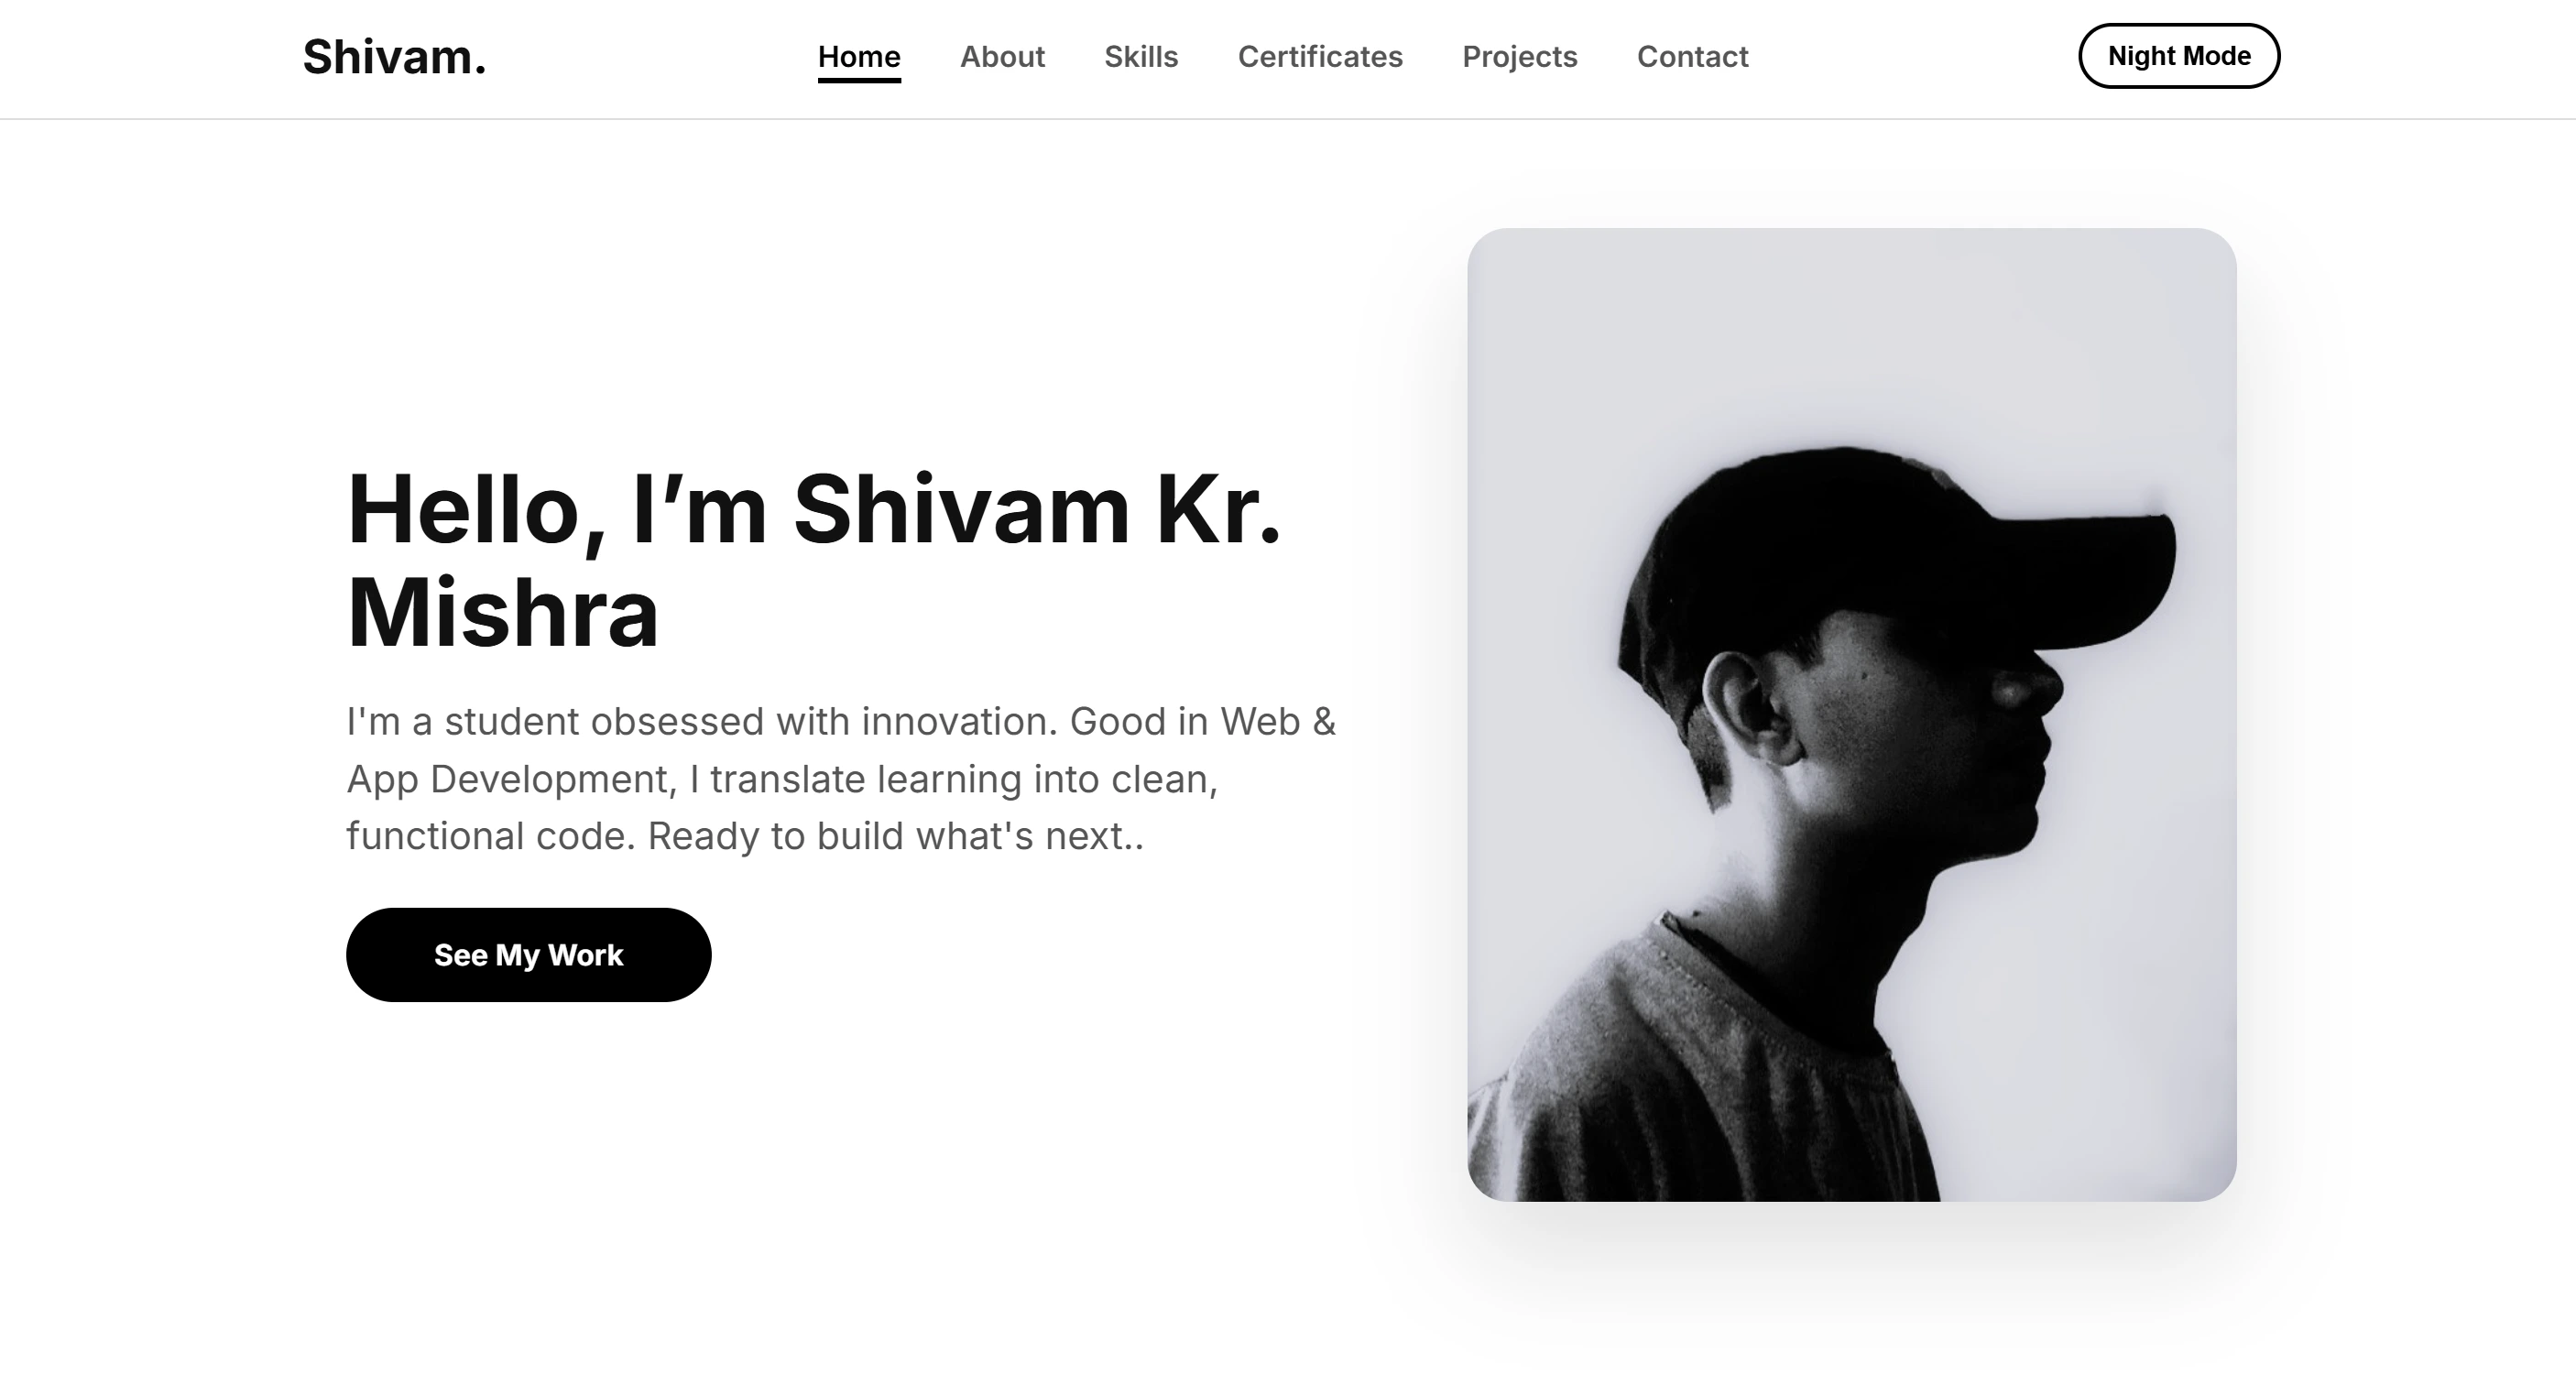 Shivam.
Home About Skills Certificates Projects Contact
Night Mode
Hello, I’m Shivam Kr.
Mishra
I'm a student obsessed with innovation. Good in Web &
App Development, I translate learning into clean,
functional code. Ready to build what's next..
See My Work